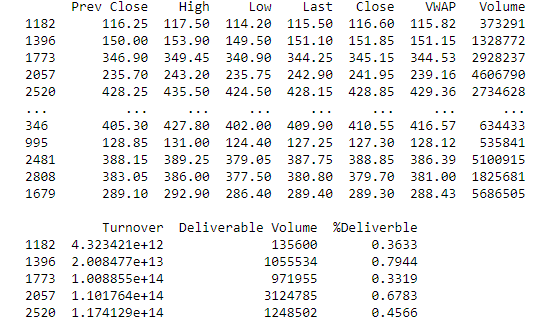 Prev Close High Low Last Close VWAP Volume
1182 116.25 117.50 114.20 115.50 116.60 115.82 373291
1396 150.00 153.90 149.50 151.10 151.85 151.15 1328772
1773 346.90 349.45 340.90 344.25 345.15 344.53 2928237
2057 235.70 243.20 235.75 242.90 241.95 239.16 4606790
2520 428.25 435.50 424.50 428.15 428.85 429.36 2734628
... ... ... ... ... ... ... ...
346 405.30 427.80 402.00 409.90 410.55 416.57 634433
995 128.85 131.00 124.40 127.25 127.30 128.12 535841
2481 388.15 389.25 379.05 387.75 388.85 386.39 5100915
2808 383.05 386.00 377.50 380.80 379.70 381.00 1825681
1679 289.10 292.90 286.40 289.40 289.30 288.43 5686505
Turnover Deliverable Volume %Deliverble
1182 4.323421e+12 135600 0.3633
1396 2.008477e+13 1055534 0.7944
1773 1.008855e+14 971955 0.3319
2057 1.101764e+14 3124785 0.6783
2520 1.174129e+14 1248502 0.4566